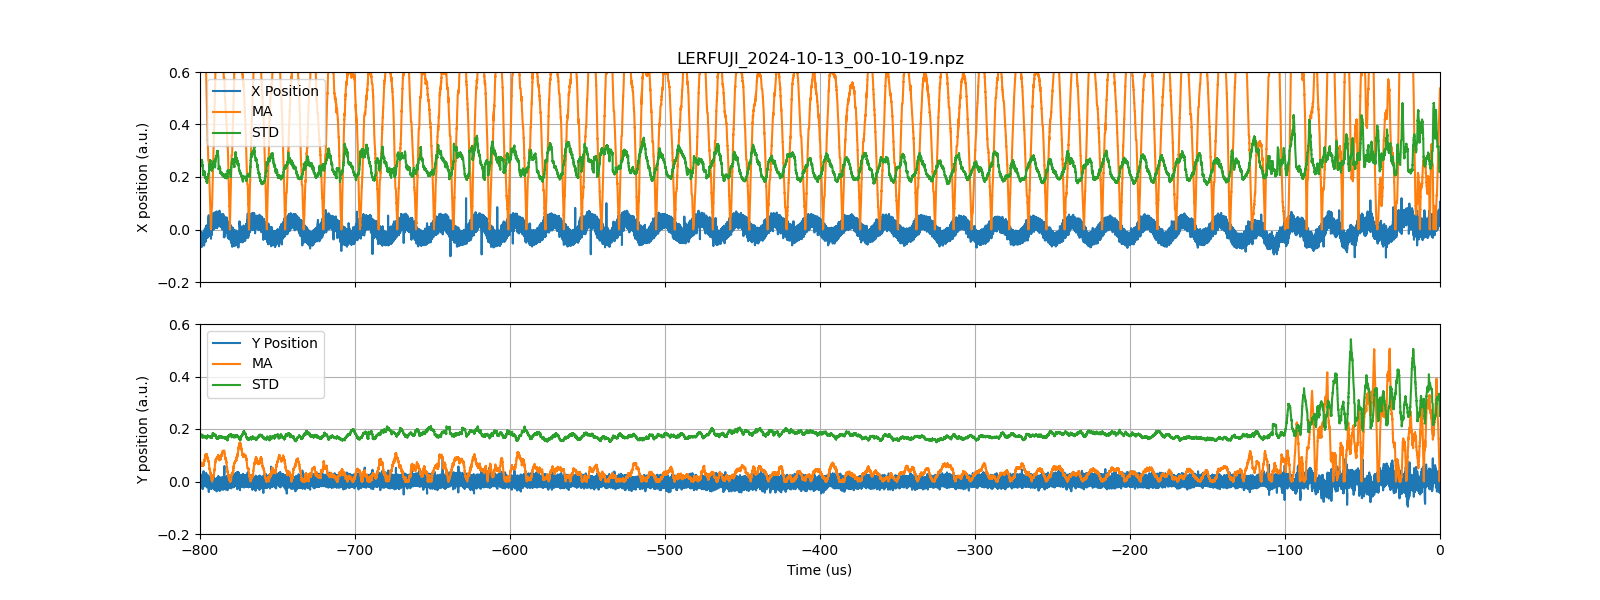 LERFUJI_2024-10-13_00-10-19.npz
X position (a.u.)
0.6
0.4
0.2
0.0
−0.2
X Position
MA
STD
Y position (a.u.)
0.6
0.4
0.2
0.0
−0.2
Y Position
MA
STD
−800 −700 −600 −500 −400 −300 −200 −100 0
Time (us)